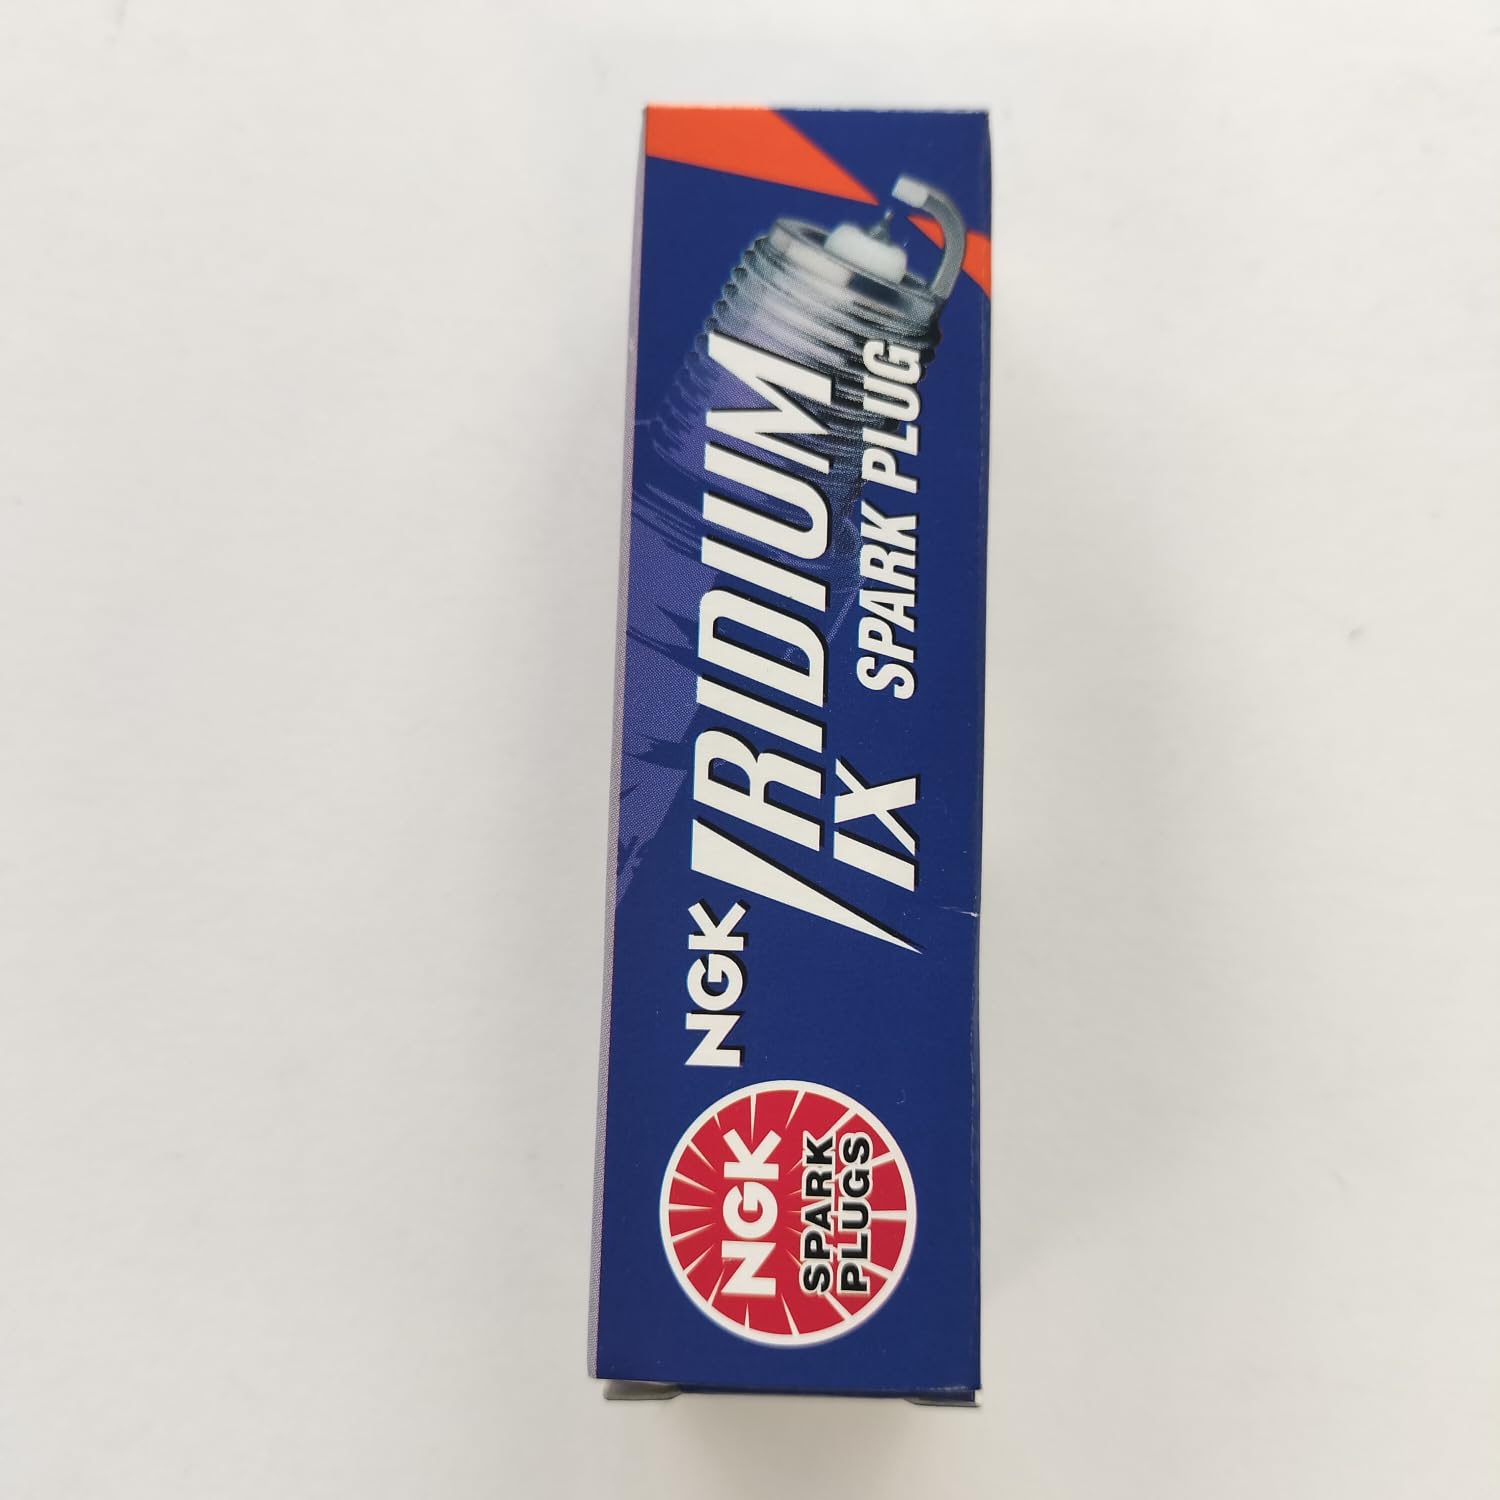 NGK IRIDIUM
IX SPARK PLUG
NGK
SPARK
PLUGS